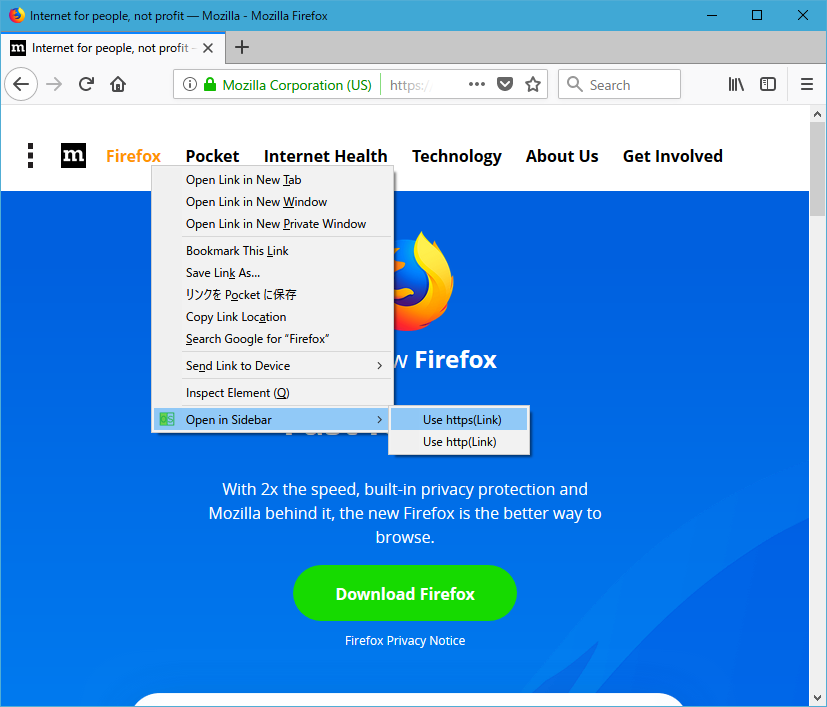 Internet for people, not profit — Mozilla - Mozilla Firefox
m Internet for people, not profit –
Mozilla Corporation (US) https:/ Search
m Firefox Pocket Internet Health Technology About Us Get Involved
Open Link in New Tab
Open Link in New Window
Open Link in New Private Window
Bookmark This Link
Save Link As...
リンクを Pocket に保存
Copy Link Location
Search Google for “Firefox”
Send Link to Device
Inspect Element (Q)
Open in Sidebar
Use https(Link)
Use http(Link)
Firefox
With 2x the speed, built-in privacy protection and
Mozilla behind it, the new Firefox is the better way to
browse.
Download Firefox
Firefox Privacy Notice